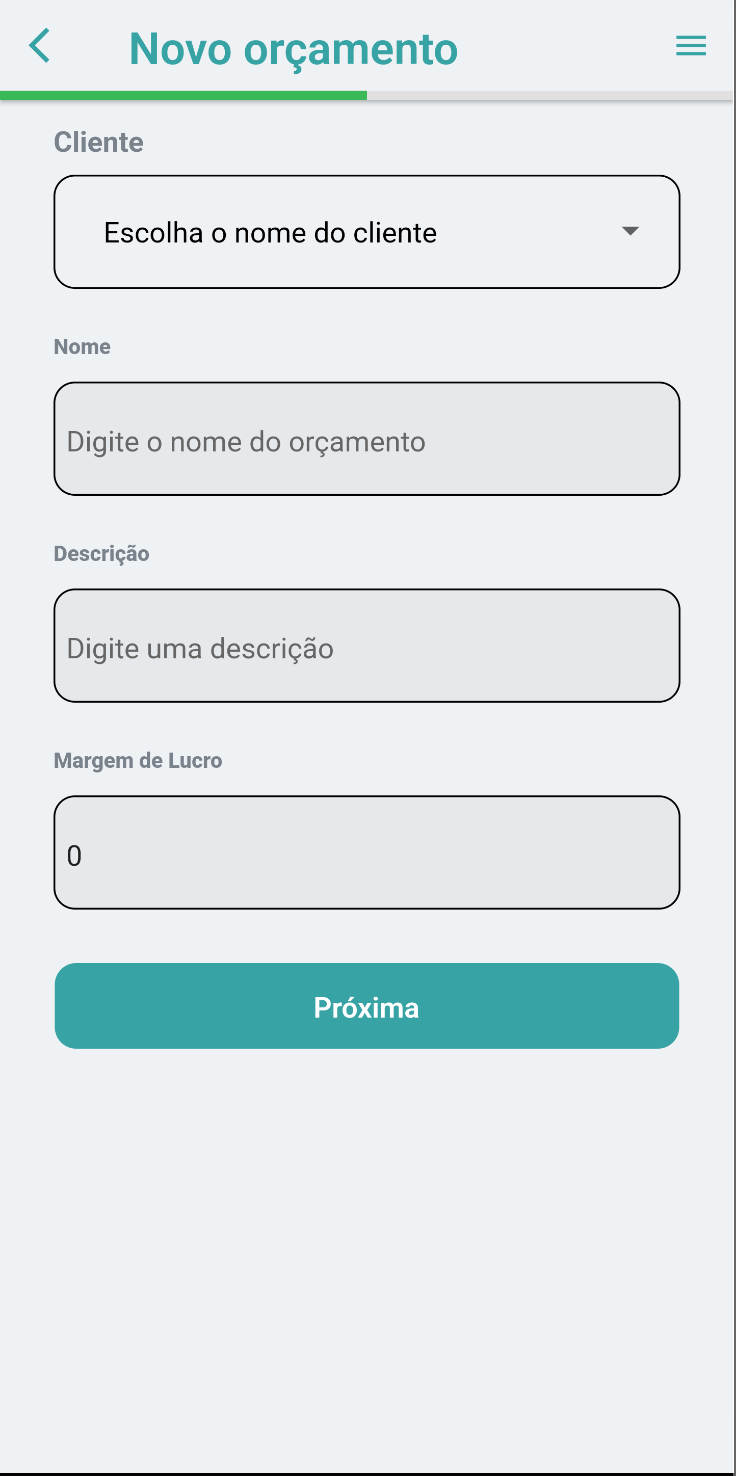 Novo orçamento
Cliente
Escolha o nome do cliente
Nome
Digite o nome do orçamento
Descrição
Digite uma descrição
Margem de Lucro
0
Próxima